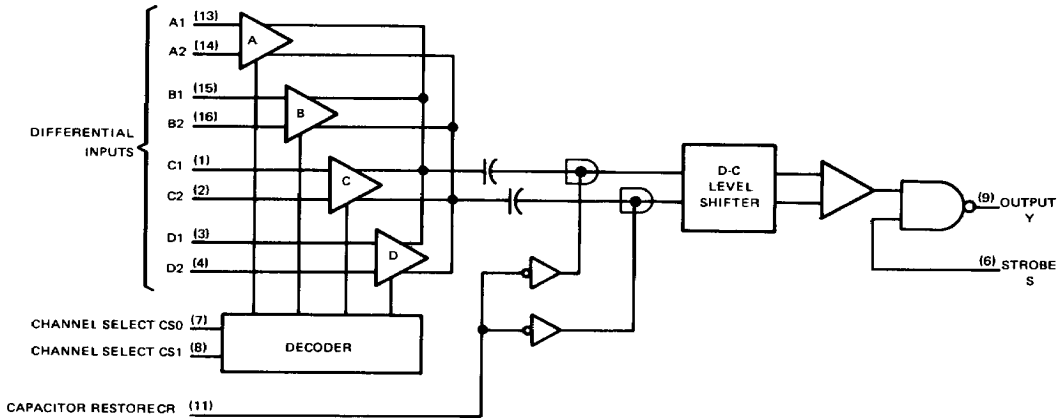 A1 (13)
A
A2 (14)
B1 (15)
B
B2 (16)
DIFFERENTIAL
INPUTS
C1 (1)
C
C2 (2)
D1 (3)
D
D2 (4)
D-C
LEVEL
SHIFTER
(9) OUTPUT
Y
(6) STROBE
S
CHANNEL SELECT CS0 (7)
CHANNEL SELECT CS1 (8)
DECODER
CAPACITOR RESTORE CR (11)